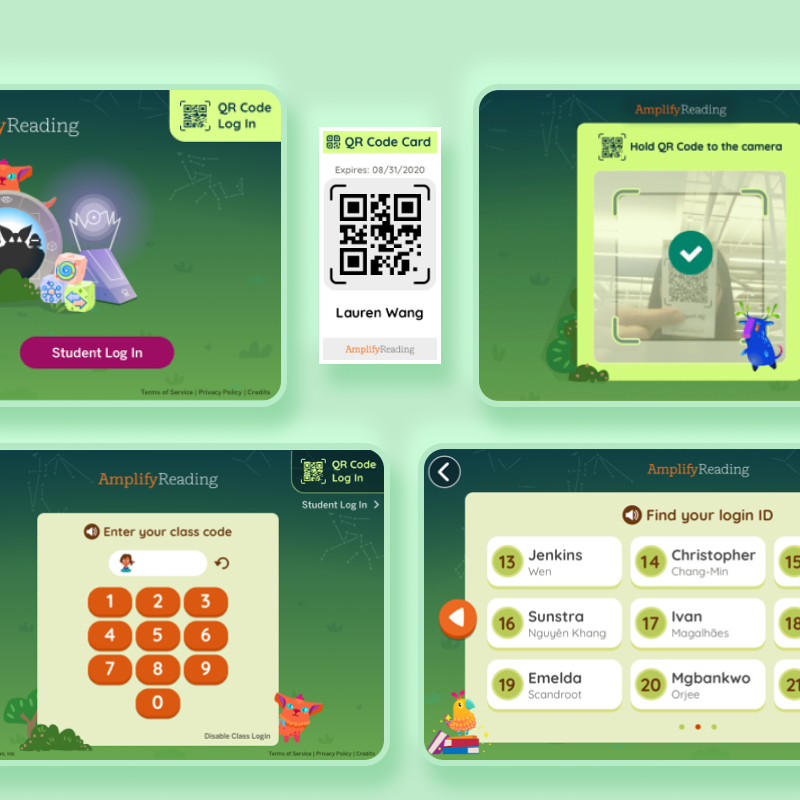 yReading
QR Code
Log In
Student Log In
Terms of Service | Privacy Policy | Credits
QR Code Card
Expires: 08/31/2020
Lauren Wang
AmplifyReading
AmplifyReading
Hold QR Code to the camera
AmplifyReading
QR Code
Log In
Student Log In
Enter your class code
1 2 3
4 5 6
7 8 9
0
Disable Class Login
Terms of Service | Privacy Policy | Credits
AmplifyReading
Find your login ID
13 Jenkins
Wen
14 Christopher
Chang-Min
15
16 Sunstra
Nguyên Khang
17 Ivan
Magalhães
18
19 Emelda
Scandroot
20 Mgbankwo
Orjee
21